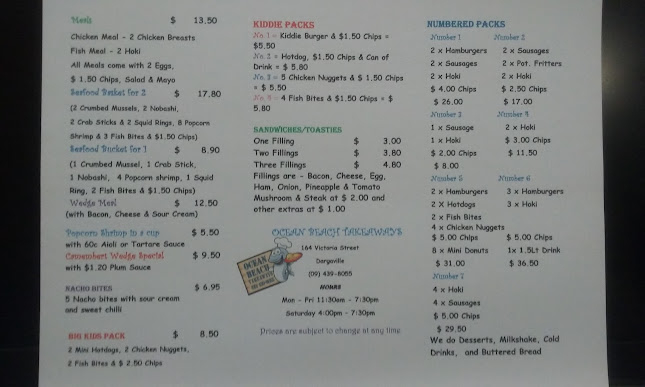 Meals $ 13.50
Chicken Meal - 2 Chicken Breasts
Fish Meal - 2 Hoki
All Meals come with 2 Eggs,
$ 1.50 Chips, Salad & Mayo
Seafood Basket for 2 $ 17.80
(2 Crumbed Mussels, 2 Nobashi,
2 Crab Sticks & 2 Squid Rings, 8 Popcorn
Shrimp & 3 Fish Bites & $1.50 Chips)
Seafood Bucket for 1 $ 8.90
(1 Crumbed Mussel, 1 Crab Stick,
1 Nobashi, 4 Popcorn shrimp, 1 Squid
Ring, 2 Fish Bites & $1.50 Chips)
Wedge Meal $ 12.50
(with Bacon, Cheese & Sour Cream)
Popcorn Shrimp in a cup $ 5.50
with 60c Aioli or Tartare Sauce
Camembert Wedge Special $ 9.50
with $1.20 Plum Sauce
NACHO BITES $ 6.95
5 Nacho bites with sour cream
and sweet chilli
BIG KIDS PACK $ 8.50
2 Mini Hotdogs, 2 Chicken Nuggets,
2 Fish Bites & $ 2.50 Chips
KIDDIE PACKS
No. 1 = Kiddie Burger & $1.50 Chips =
$5.50
No. 2 = Hotdog, $1.50 Chips & Can of
Drink = $ 5.80
No. 3 = 5 Chicken Nuggets & $ 1.50 Chips
= $ 5.50
4 Fish Bites & $1.50 Chips = $
5.80
SANDWICHES/TOASTIES
One Filling $ 3.00
Two Fillings $ 3.80
Three Fillings $ 4.80
Fillings are - Bacon, Cheese, Egg,
Ham, Onion, Pineapple & Tomato
Mushroom & Steak at $ 2.00 and
other extras at $ 1.00
OCEAN BEACH TAKEAWAYS
164 Victoria Street
Dargaville
(09) 439-8055
HOURS
Mon - Fri 11:30am - 7:30pm
Saturday 4:00pm - 7:30pm
Prices are subject to change at any time
OCEAN
BEACH
TAKEAWAYS
NUMBERED PACKS
Number 1 Number 2
2 x Hamburgers 2 x Sausages
2 x Sausages 2 x Pot. Fritters
2 x Hoki 2 x Hoki
$ 4.00 Chips $ 2.50 Chips
$ 26.00 $ 17.00
Number 3 Number 4
1 x Sausage 2 x Hoki
1 x Hoki $ 3.00 Chips
$ 2.00 Chips $ 11.50
$ 8.00
Number 5 Number 6
2 x Hamburgers 3 x Hamburgers
2 X Hotdogs 3 x Hoki
2 x Fish Bites
4 x Chicken Nuggets
$ 5.00 Chips $ 5.00 Chips
8 x Mini Donuts 1x 1.5Lt Drink
$ 31.00 $ 36.50
Number 7
4 x Hoki
4 x Sausages
$ 5.00 Chips
$ 29.50
We do Desserts, Milkshake, Cold
Drinks, and Buttered Bread